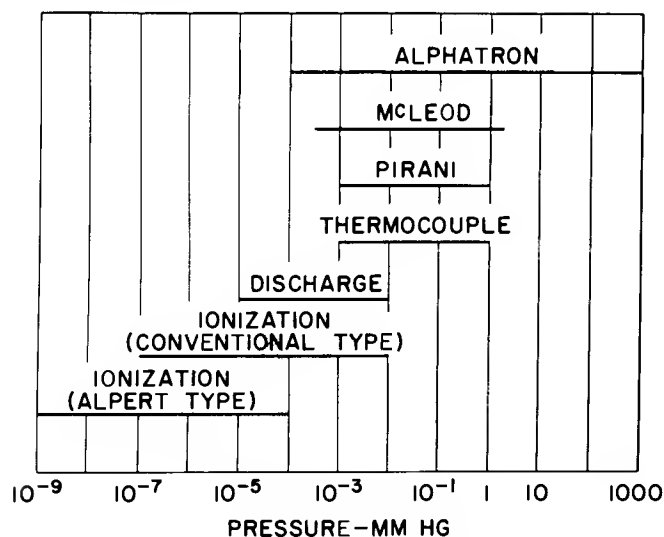 ALPHATRON
McLEOD
PIRANI
THERMOCOUPLE
DISCHARGE
IONIZATION
(CONVENTIONAL TYPE)
IONIZATION
(ALPERT TYPE)
10⁻⁹ 10⁻⁷ 10⁻⁵ 10⁻³ 10⁻¹ 1 10 1000
PRESSURE–MM HG